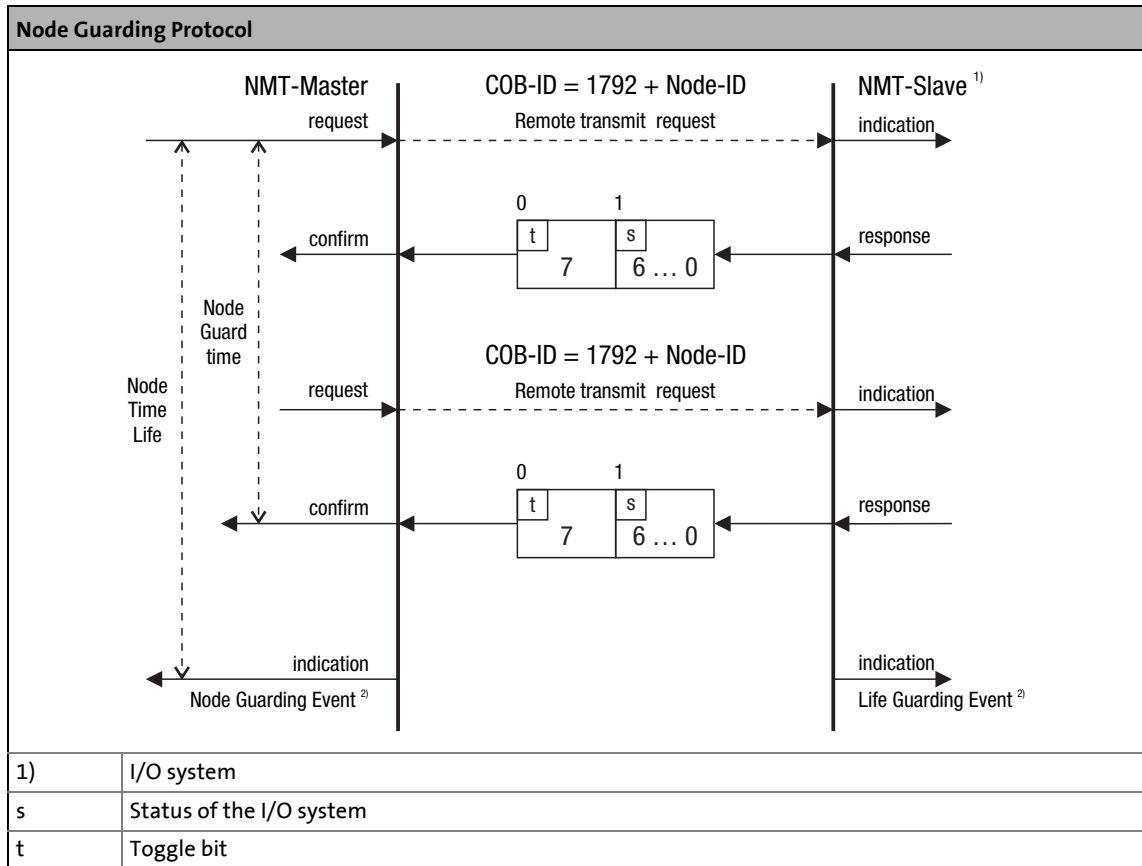 Node Guarding Protocol
NMT-Master COB-ID = 1792 + Node-ID NMT-Slave 1)
request Remote transmit request indication
0 1
t s
confirm response
7 6 … 0
Node
Guard
time
COB-ID = 1792 + Node-ID
Node
Time
Life
request Remote transmit request indication
0 1
t s
confirm response
7 6 … 0
indication indication
Node Guarding Event 2) Life Guarding Event 2)
1) I/O system
s Status of the I/O system
t Toggle bit